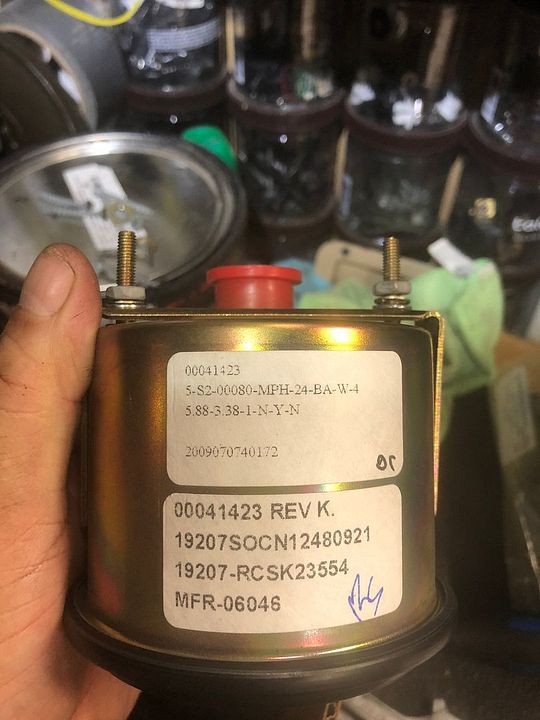 00041423
5-S2-00080-MPH-24-BA-W-4
5.88-3.38-1-N-Y-N
2009070740172
00041423 REV K.
19207SOCN12480921
19207-RCSK23554
MFR-06046